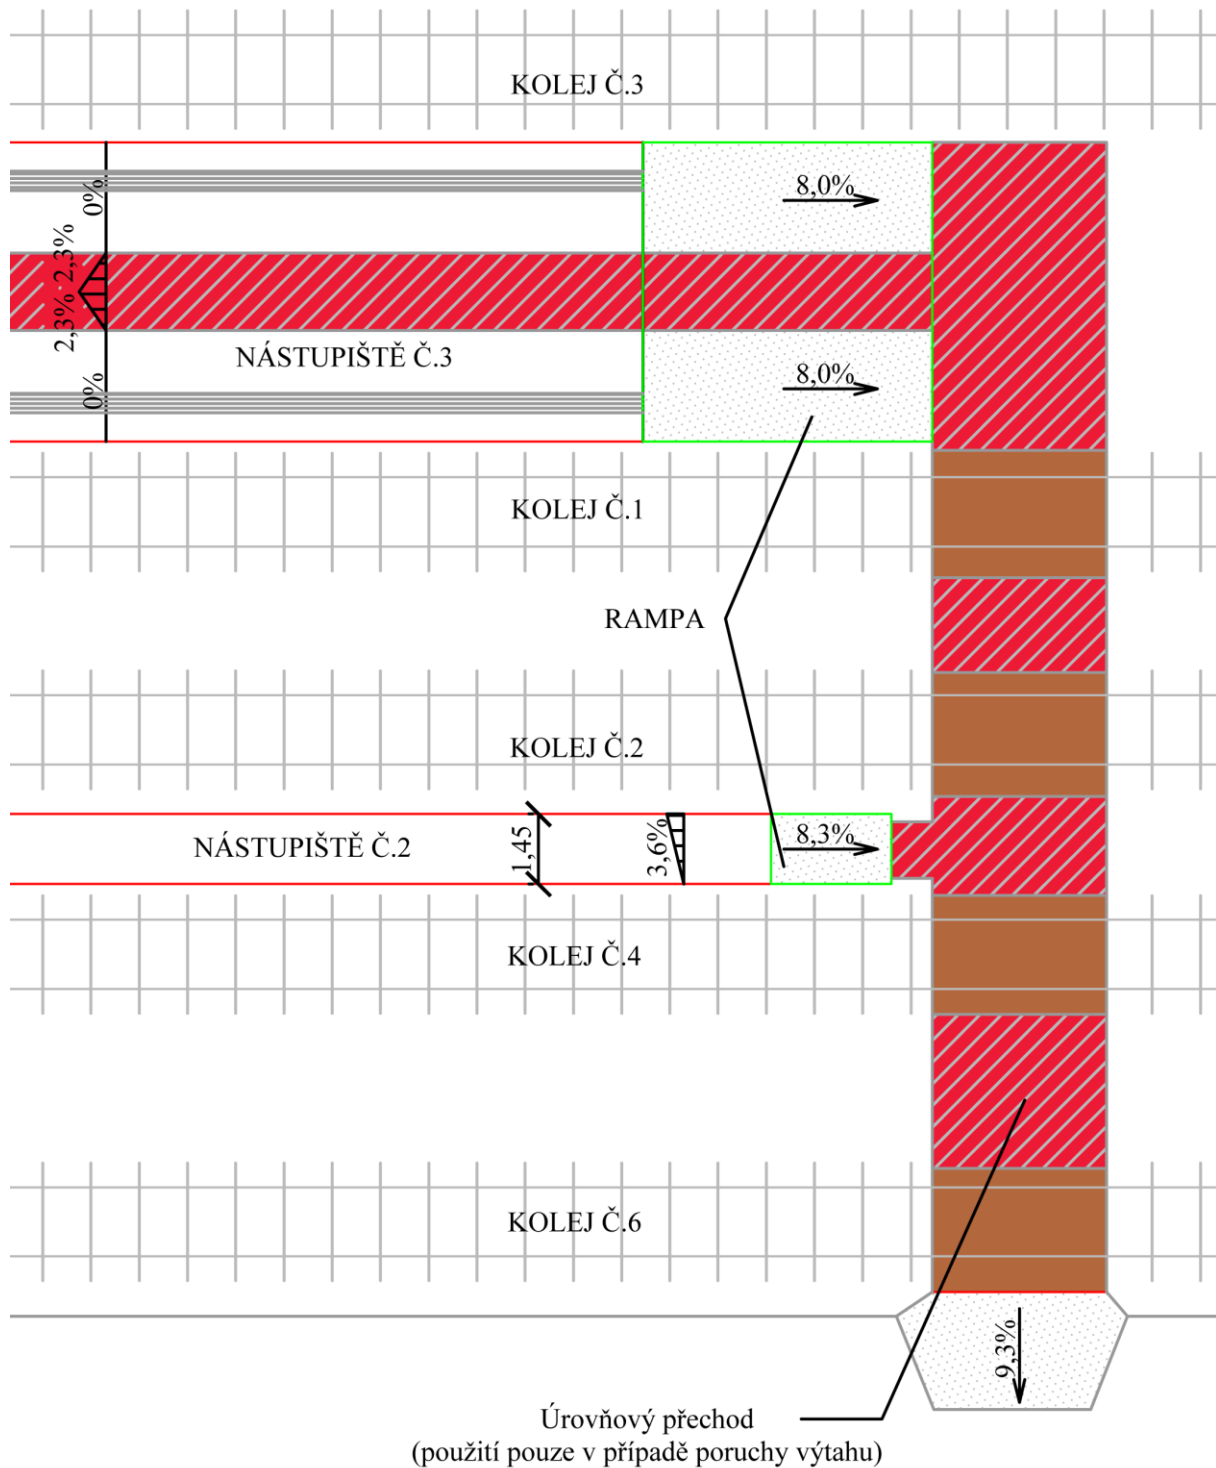 KOLEJ Č.3
0%
8,0%
2,3%
2,3%
NÁSTUPIŠTĚ Č.3
0%
8,0%
KOLEJ Č.1
RAMPA
KOLEJ Č.2
NÁSTUPIŠTĚ Č.2
1,45
3,6%
8,3%
KOLEJ Č.4
KOLEJ Č.6
9,3%
Úrovňový přechod
(použití pouze v případě poruchy výtahu)